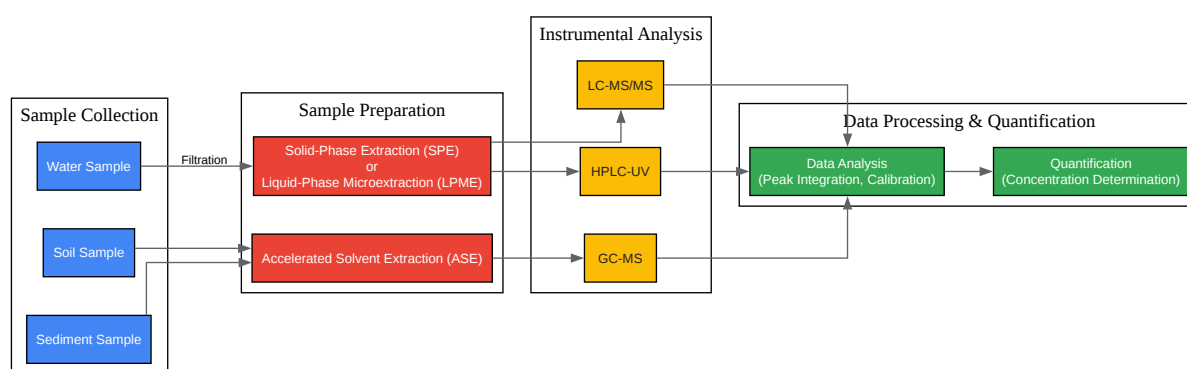 Sample Collection
Water Sample
Soil Sample
Sediment Sample
Filtration
Sample Preparation
Solid-Phase Extraction (SPE)
or
Liquid-Phase Microextraction (LPME)
Accelerated Solvent Extraction (ASE)
Instrumental Analysis
LC-MS/MS
HPLC-UV
GC-MS
Data Processing & Quantification
Data Analysis
(Peak Integration, Calibration)
Quantification
(Concentration Determination)